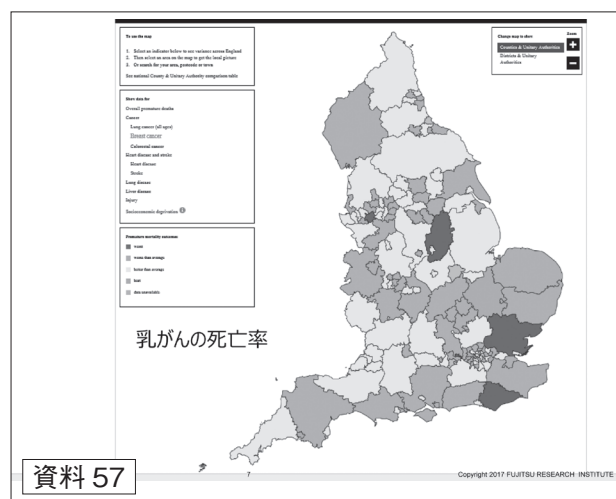 To use the map
1. Select an indicator below to see variance across England
2. Then select an area on the map to get the local picture
3. Or search for your area, postcode or town
See national County & Unitary Authority comparisons table
Show data for
Overall premature deaths
Cancer
Lung cancer (all ages)
Breast cancer
Colorectal cancer
Heart disease and stroke
Heart disease
Stroke
Lung disease
Liver disease
Injury
Socioeconomic deprivation
Premature mortality outcomes
worst
worse than average
better than average
best
data unavailable
Change map to show
Counties & Unitary Authorities
Districts & Unitary
Authorities
Zoom
+
−
乳がんの死亡率
資料 57
7
Copyright 2017 FUJITSU RESEARCH INSTITUTE